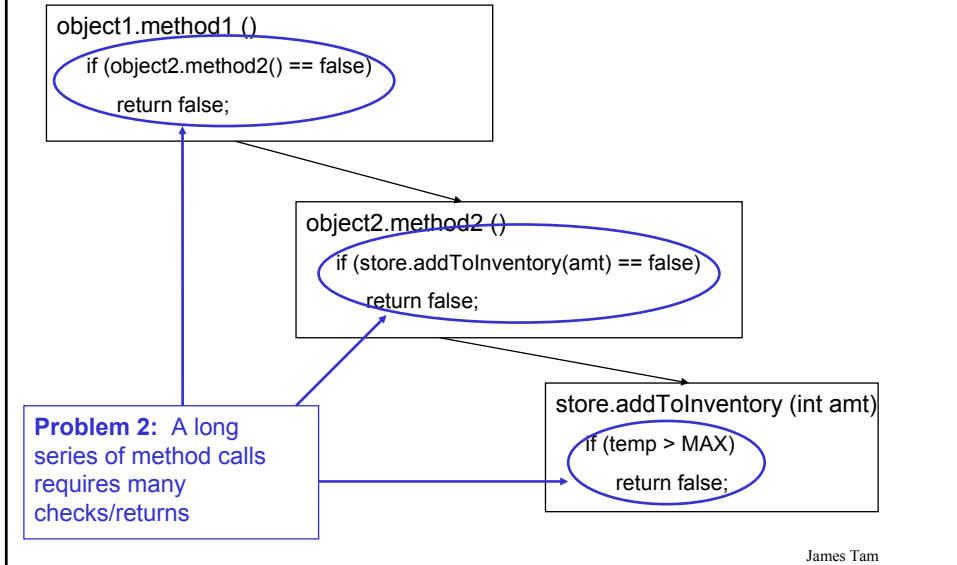 object1.method1 ()
if (object2.method2() == false)
return false;
object2.method2 ()
if (store.addToInventory(amt) == false)
return false;
store.addToInventory (int amt)
if (temp > MAX)
return false;
Problem 2: A long
series of method calls
requires many
checks/returns
James Tam